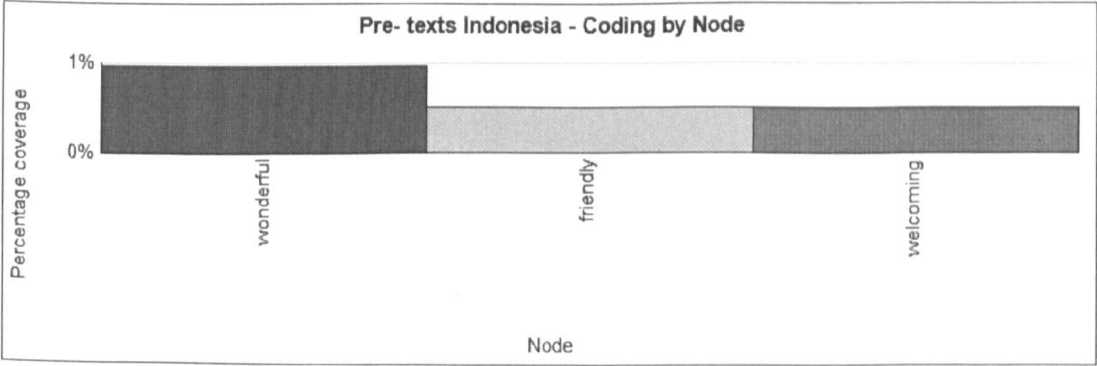 Pre- texts Indonesia - Coding by Node
Percentage coverage
1%
0%
wonderful
friendly
welcoming
Node